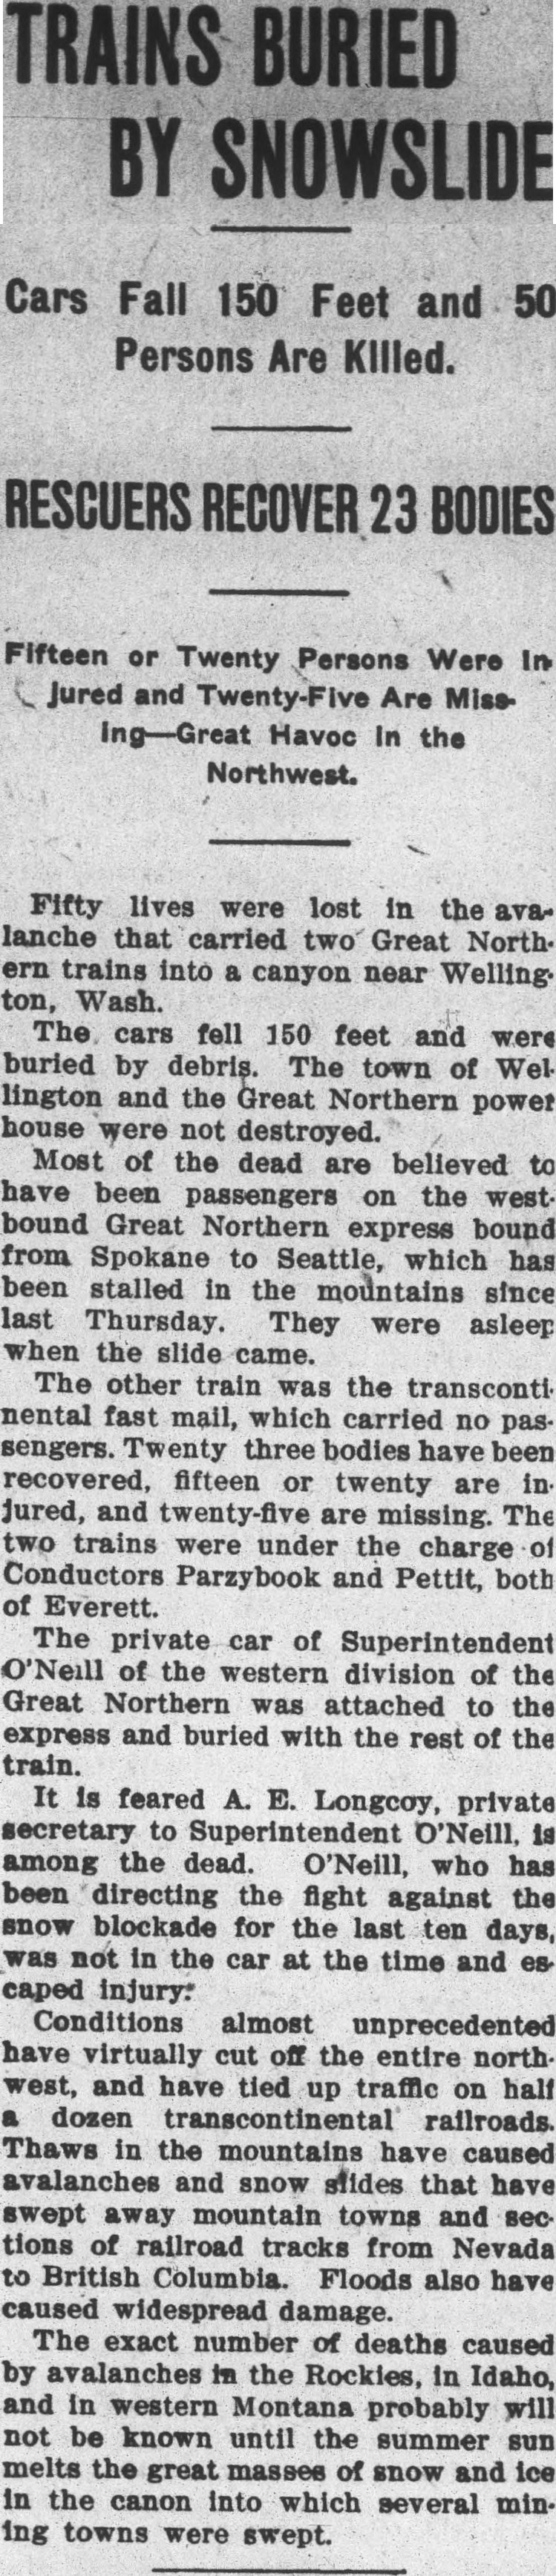 TRAINS BURIED
BY SNOWSLIDE
Cars Fall 150 Feet and 50
Persons Are Killed.
RESCUERS RECOVER 23 BODIES
Fifteen or Twenty Persons Were In-
jured and Twenty-Five Are Miss-
ing—Great Havoc in the
Northwest.
Fifty lives were lost in the ava-
lanche that carried two Great North-
ern trains into a canyon near Welling-
ton, Wash.
The cars fell 150 feet and were
buried by debris. The town of Wel-
lington and the Great Northern power
house were not destroyed.
Most of the dead are believed to
have been passengers on the west-
bound Great Northern express bound
from Spokane to Seattle, which has
been stalled in the mountains since
last Thursday. They were asleep
when the slide came.
The other train was the transconti-
nental fast mail, which carried no pas-
sengers. Twenty three bodies have been
recovered, fifteen or twenty are in-
jured, and twenty-five are missing. The
two trains were under the charge of
Conductors Parzybook and Pettit, both
of Everett.
The private car of Superintendent
O'Neill of the western division of the
Great Northern was attached to the
express and buried with the rest of the
train.
It is feared A. E. Longcoy, private
secretary to Superintendent O'Neill, is
among the dead. O'Neill, who has
been directing the fight against the
snow blockade for the last ten days,
was not in the car at the time and es-
caped injury.
Conditions almost unprecedented
have virtually cut off the entire north-
west, and have tied up traffic on half
a dozen transcontinental railroads.
Thaws in the mountains have caused
avalanches and snow slides that have
swept away mountain towns and sec-
tions of railroad tracks from Nevada
to British Columbia. Floods also have
caused widespread damage.
The exact number of deaths caused
by avalanches in the Rockies, in Idaho,
and in western Montana probably will
not be known until the summer sun
melts the great masses of snow and ice
in the canon into which several min-
ing towns were swept.